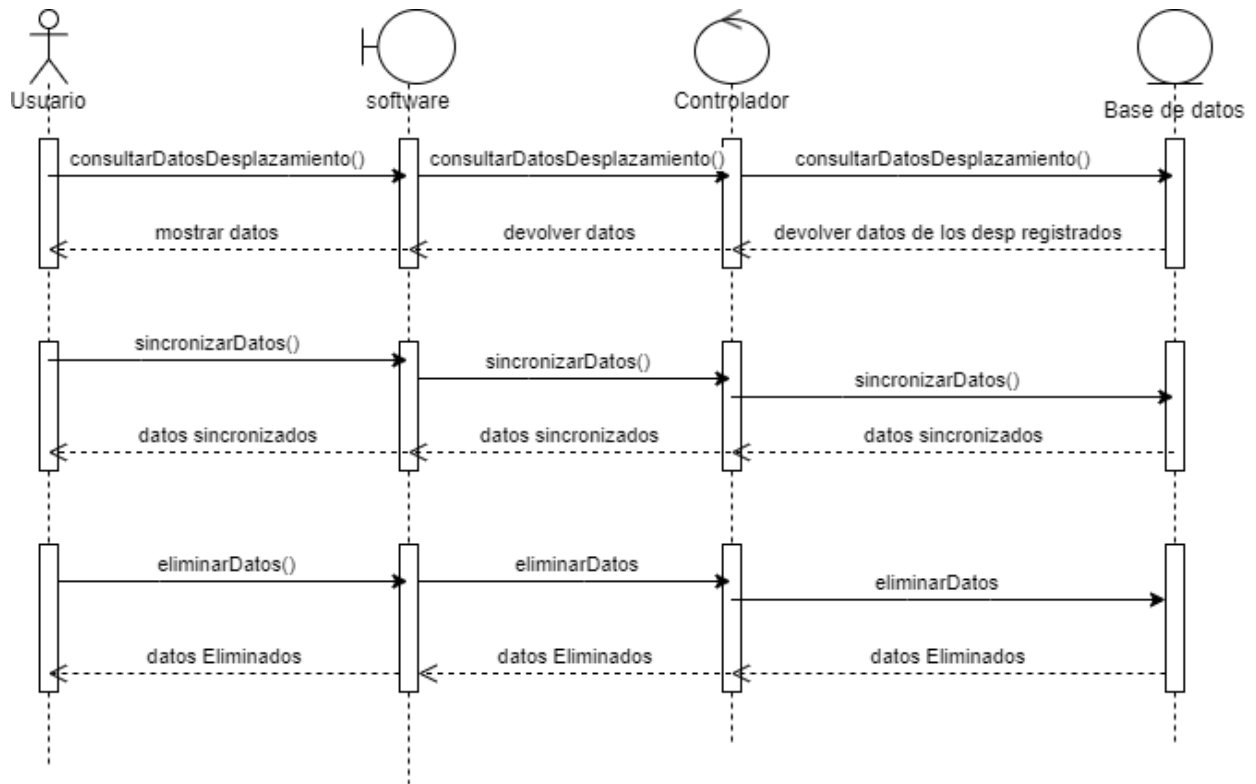 Usuario
software
Controlador
Base de datos
consultarDatosDesplazamiento()
consultarDatosDesplazamiento()
consultarDatosDesplazamiento()
mostrar datos
devolver datos
devolver datos de los desp registrados
sincronizarDatos()
sincronizarDatos()
sincronizarDatos()
datos sincronizados
datos sincronizados
datos sincronizados
eliminarDatos()
eliminarDatos
eliminarDatos
datos Eliminados
datos Eliminados
datos Eliminados